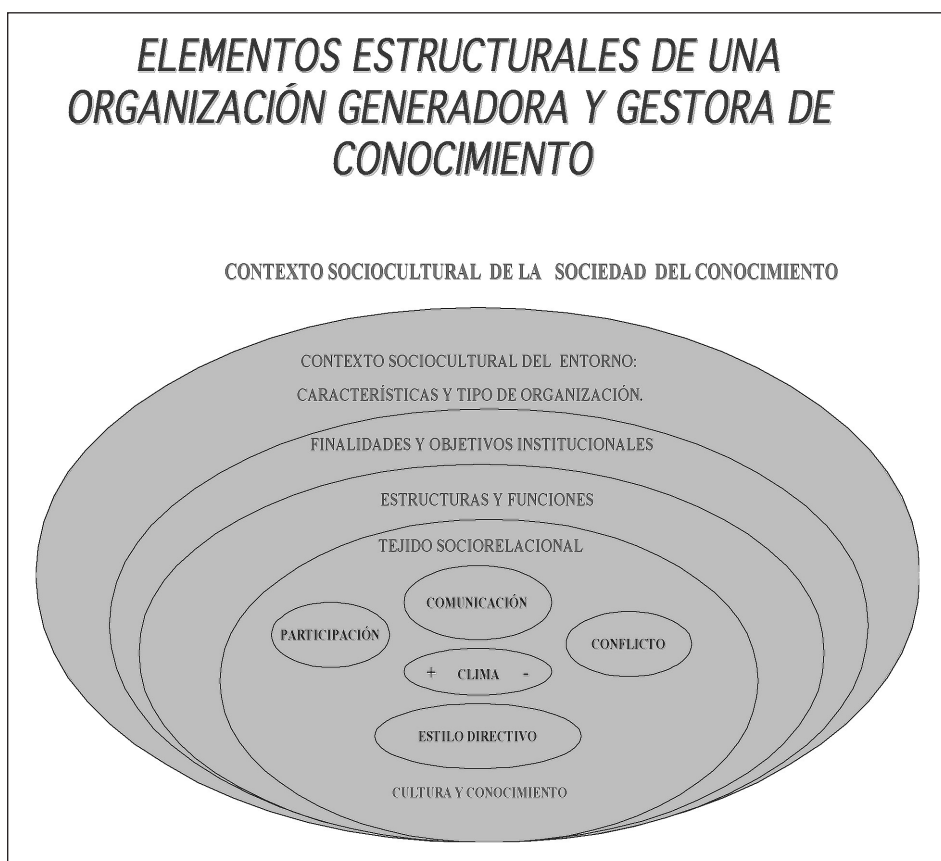 ELEMENTOS ESTRUCTURALES DE UNA
ORGANIZACIÓN GENERADORA Y GESTORA DE
CONOCIMIENTO
CONTEXTO SOCIOCULTURAL DE LA SOCIEDAD DEL CONOCIMIENTO
CONTEXTO SOCIOCULTURAL DEL ENTORNO:
CARACTERÍSTICAS Y TIPO DE ORGANIZACIÓN.
FINALIDADES Y OBJETIVOS INSTITUCIONALES
ESTRUCTURAS Y FUNCIONES
TEJIDO SOCIORELACIONAL
COMUNICACIÓN
PARTICIPACIÓN
CONFLICTO
+ CLIMA -
ESTILO DIRECTIVO
CULTURA Y CONOCIMIENTO